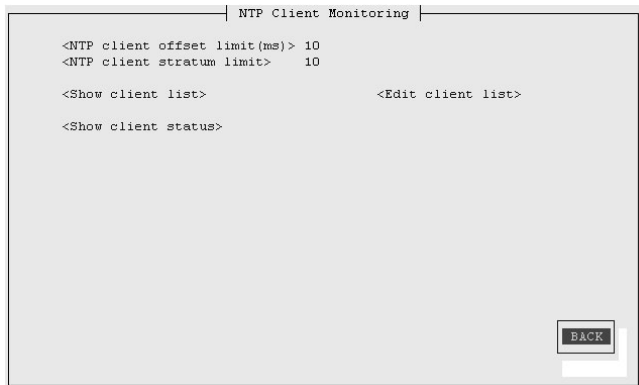 NTP Client Monitoring
<NTP client offset limit(ms)> 10
<NTP client stratum limit> 10
<Show client list> <Edit client list>
<Show client status>
BACK